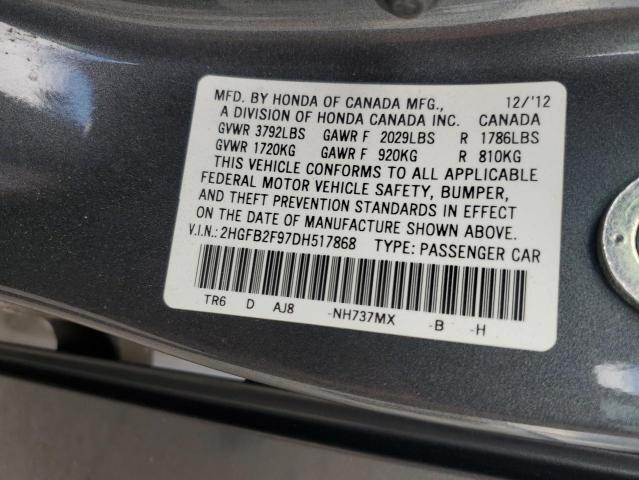 MFD. BY HONDA OF CANADA MFG., 12/'12
A DIVISION OF HONDA CANADA INC. CANADA
GVWR 3792LBS GAWR F 2029LBS R 1786LBS
GVWR 1720KG GAWR F 920KG R 810KG
THIS VEHICLE CONFORMS TO ALL APPLICABLE
FEDERAL MOTOR VEHICLE SAFETY, BUMPER,
AND THEFT PREVENTION STANDARDS IN EFFECT
ON THE DATE OF MANUFACTURE SHOWN ABOVE.
V.I.N.: 2HGFB2F97DH517868 TYPE: PASSENGER CAR
TR6 D AJ8 -NH737MX -B -H